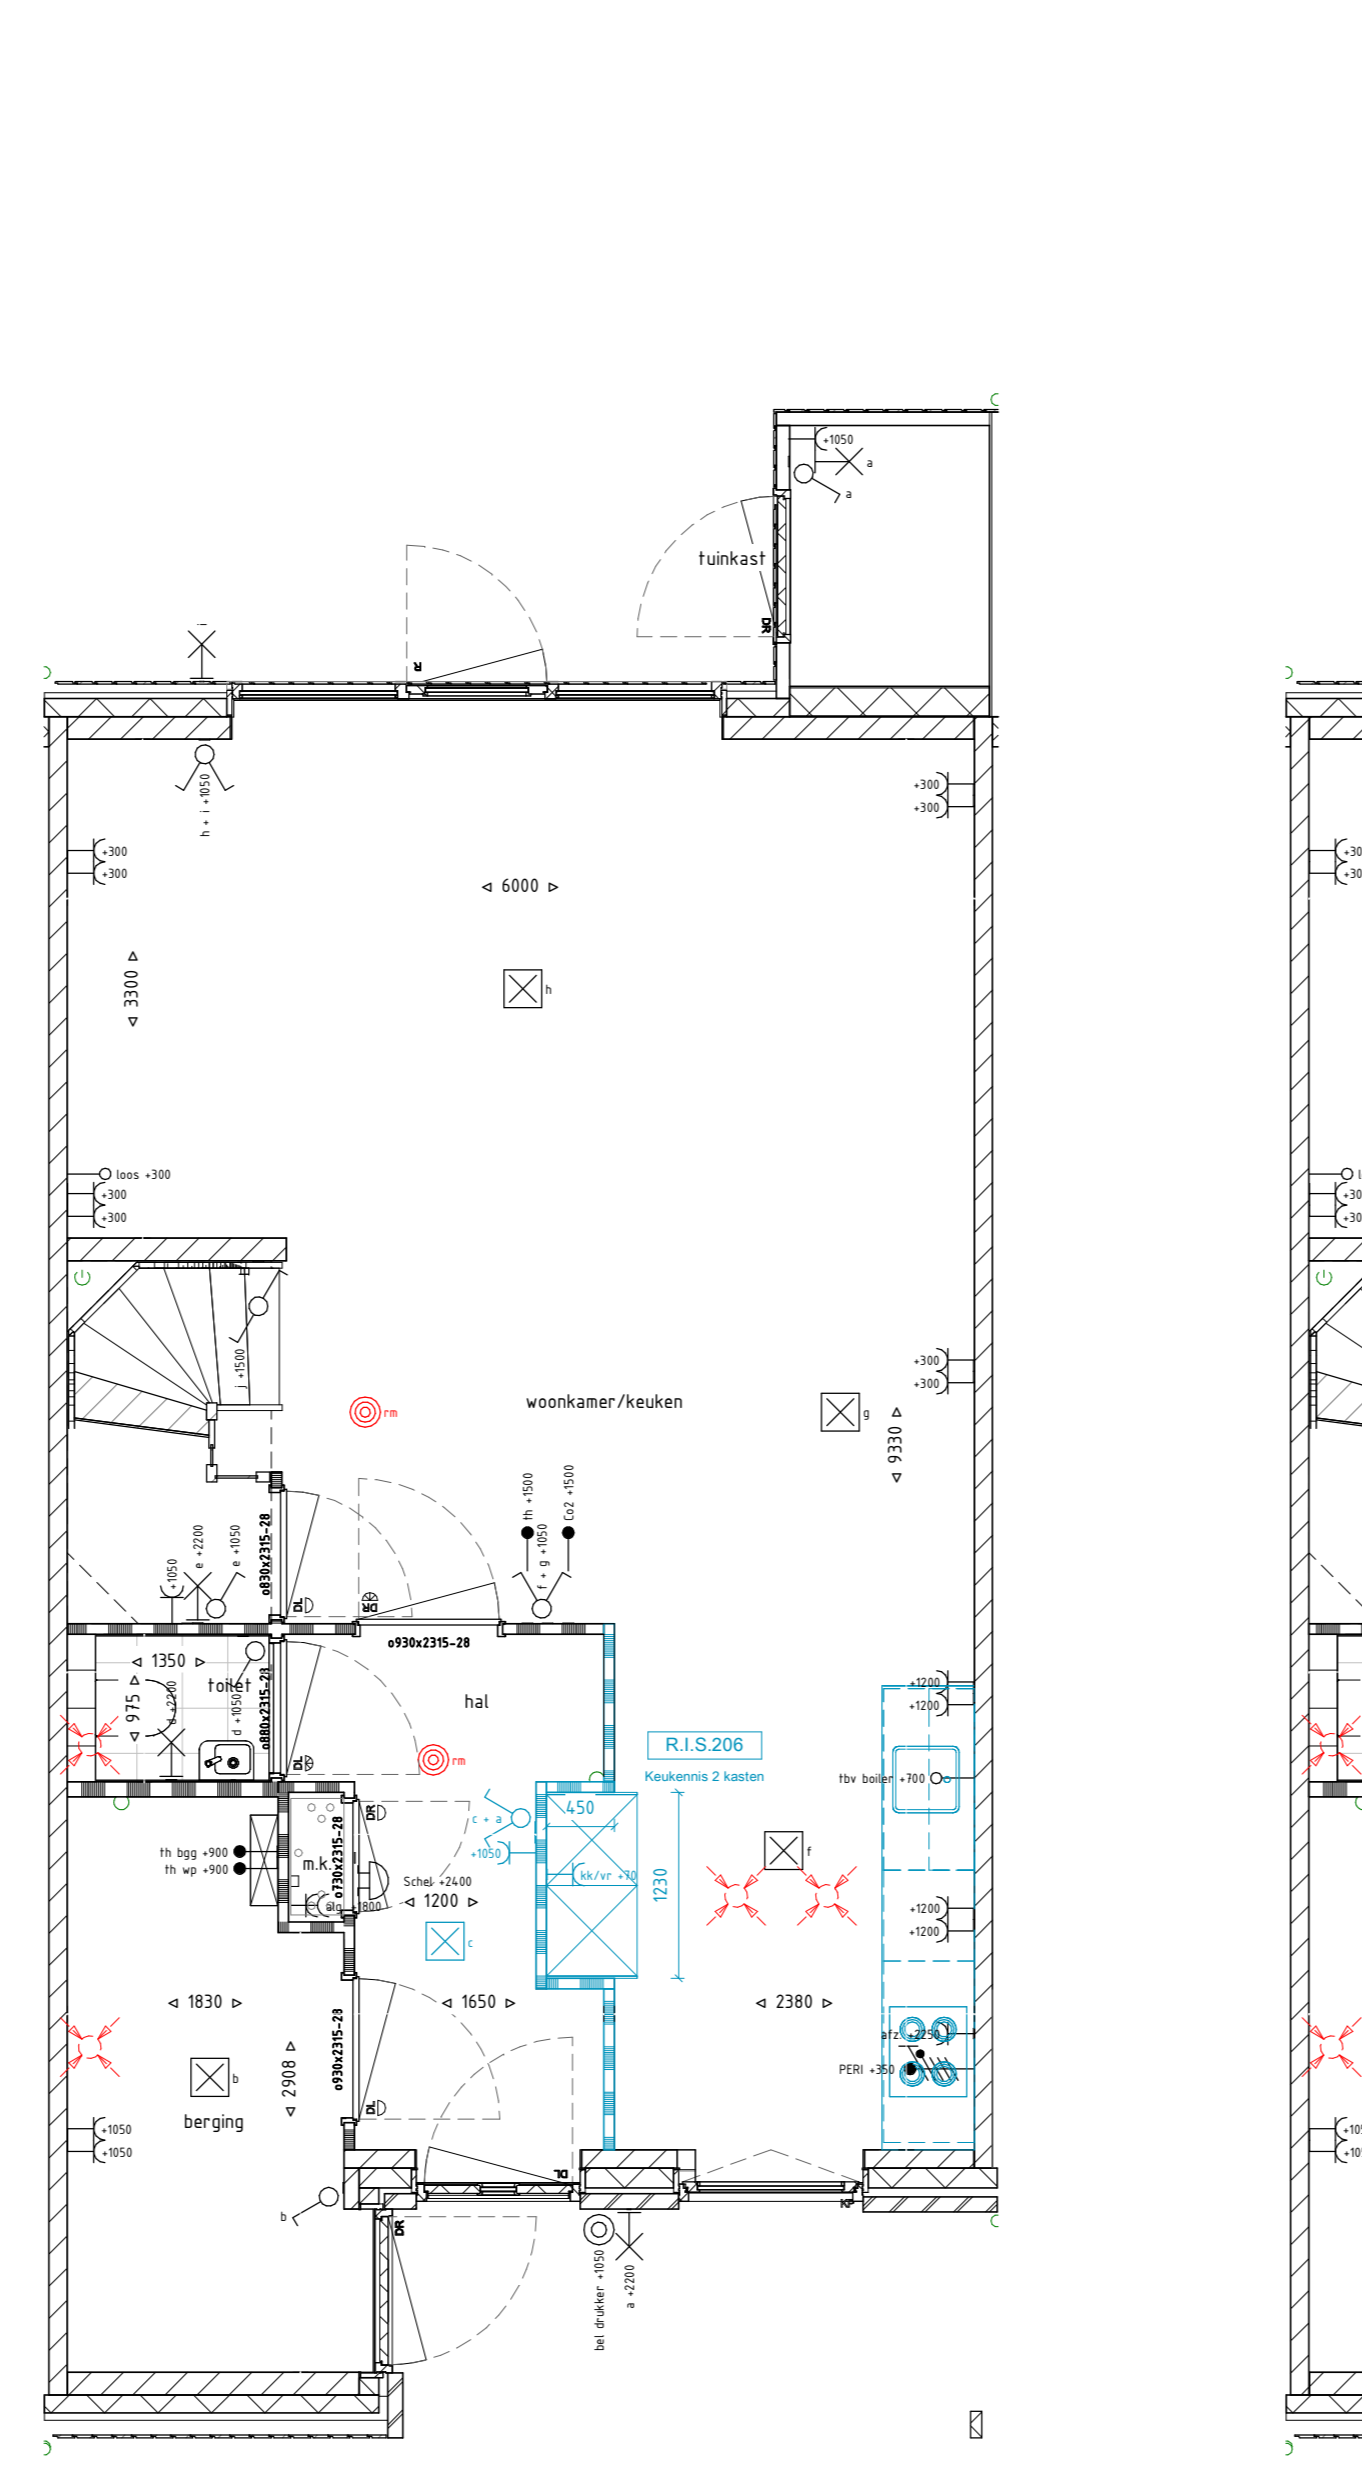 +1050
a
a
tuinkast
DR
R
i
h + i +1050
+300
+300
+300
+300
6000
3300
h
loos +300
+300
+300
j +1500
+300
+300
woonkamer/keuken
rm
g
9330
th +1500
Co2 +1500
f + g +1050
+1050
e +2200
e +1050
o830x2315-28
DL
DR
o930x2315-28
1350
toilet
975
d +2200
d +1050
o880x2315-28
DL
hal
rm
+1200
+1200
R.I.S.206
Keukennis 2 kasten
tbv boiler +700
450
c + a
+1050
kk/vr +70
1230
DR
th bgg +900
th wp +900
m.k.
o730x2315-28
Schel +2400
1200
alg. +1800
c
f
+1200
+1200
1830
1650
2380
o930x2315-28
2908
b
berging
DL
afz. +2250
PERI +350
+1050
+1050
DL
KP
b
DR
bel drukker +1050
a +2200